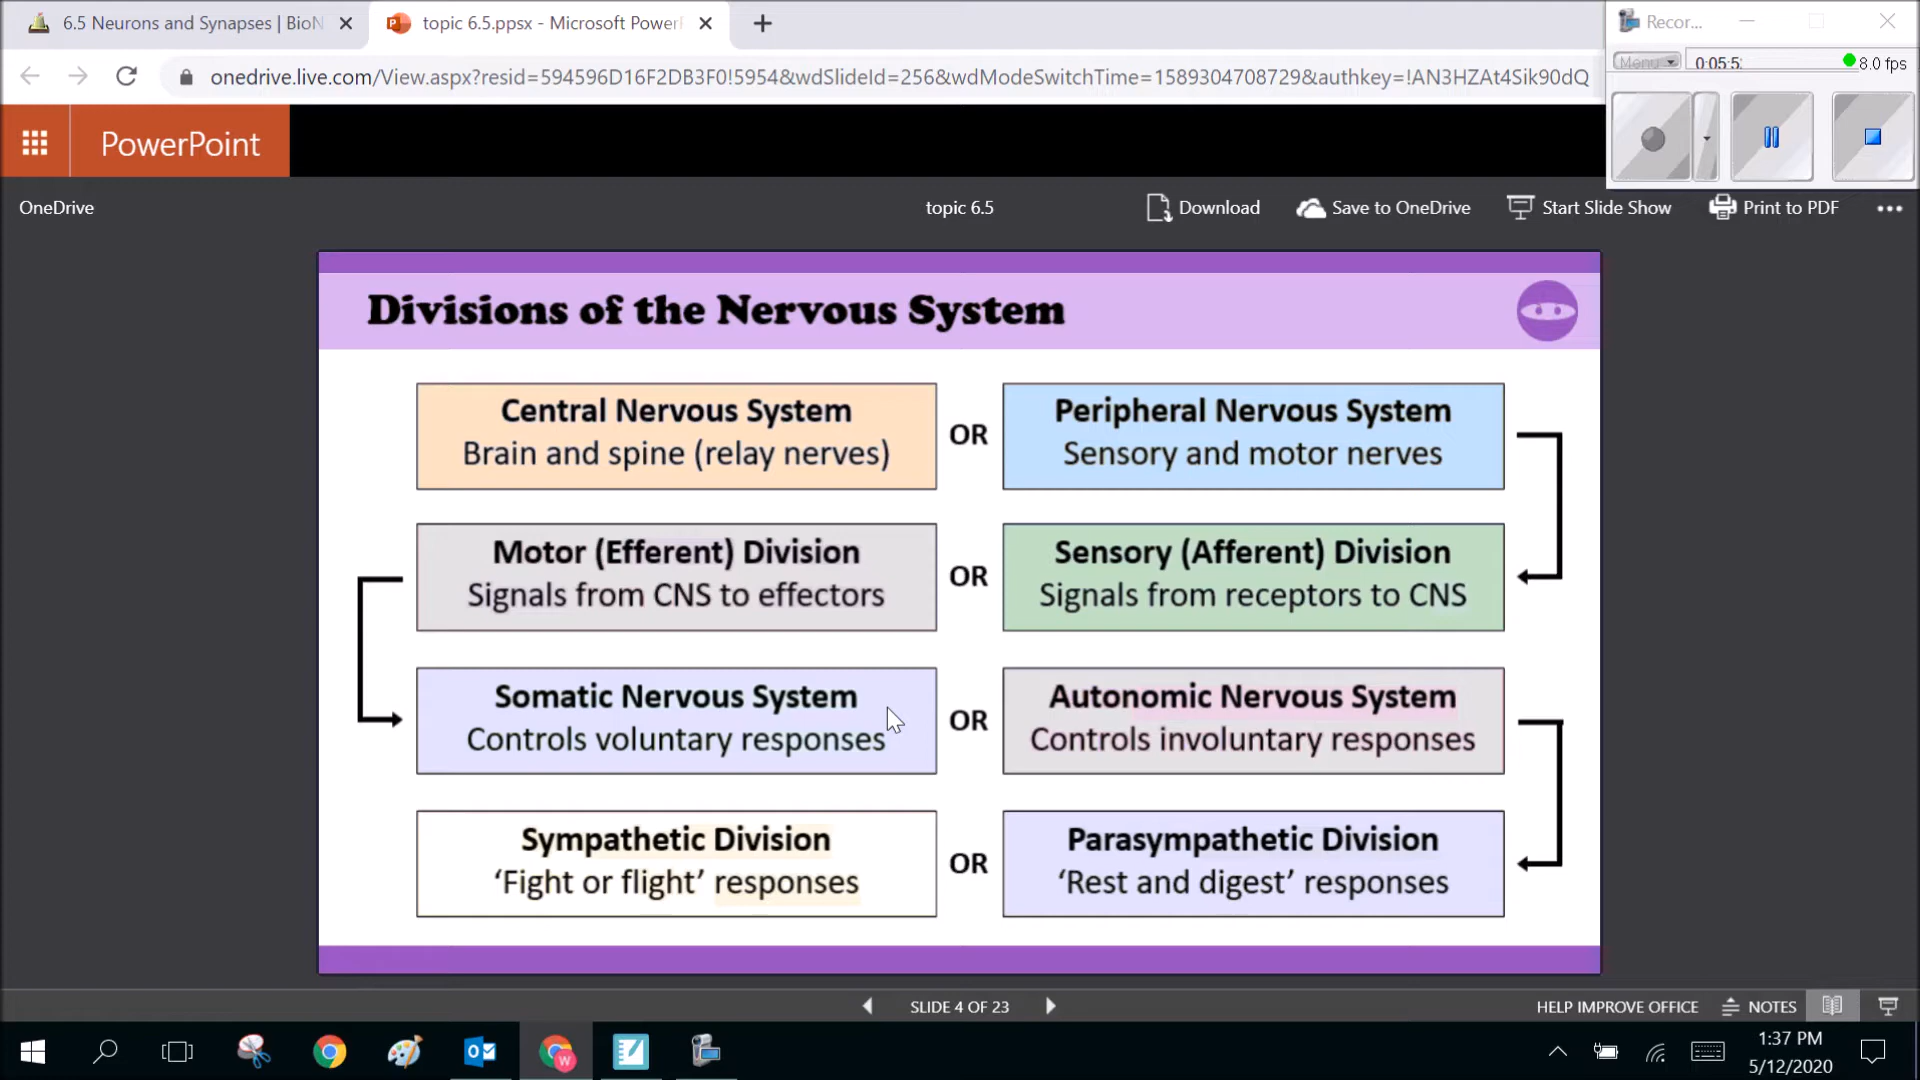 6.5 Neurons and Synapses | BioN
topic 6.5.ppsx - Microsoft Power
Recor...
onedrive.live.com/View.aspx?resid=594596D16F2DB3F0!5954&wdSlideId=256&wdModeSwitchTime=1589304708729&authkey=!AN3HZAt4Sik90dQ
Menu
0:05:5
8.0 fps
PowerPoint
OneDrive
topic 6.5
Download
Save to OneDrive
Start Slide Show
Print to PDF
Divisions of the Nervous System
Central Nervous System
Brain and spine (relay nerves)
OR
Peripheral Nervous System
Sensory and motor nerves
Motor (Efferent) Division
Signals from CNS to effectors
OR
Sensory (Afferent) Division
Signals from receptors to CNS
Somatic Nervous System
Controls voluntary responses
OR
Autonomic Nervous System
Controls involuntary responses
Sympathetic Division
‘Fight or flight’ responses
OR
Parasympathetic Division
‘Rest and digest’ responses
SLIDE 4 OF 23
HELP IMPROVE OFFICE
NOTES
W
1:37 PM
5/12/2020